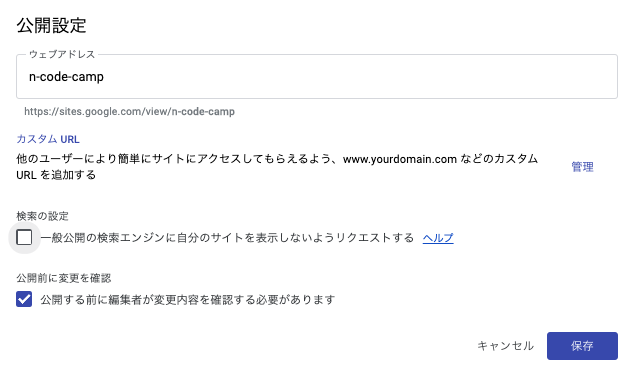 公開設定
ウェブアドレス
n-code-camp
https://sites.google.com/view/n-code-camp
カスタム URL
他のユーザーにより簡単にサイトにアクセスしてもらえるよう、www.yourdomain.com などのカスタム
URL を追加する
管理
検索の設定
一般公開の検索エンジンに自分のサイトを表示しないようリクエストする ヘルプ
公開前に変更を確認
公開する前に編集者が変更内容を確認する必要があります
キャンセル 保存